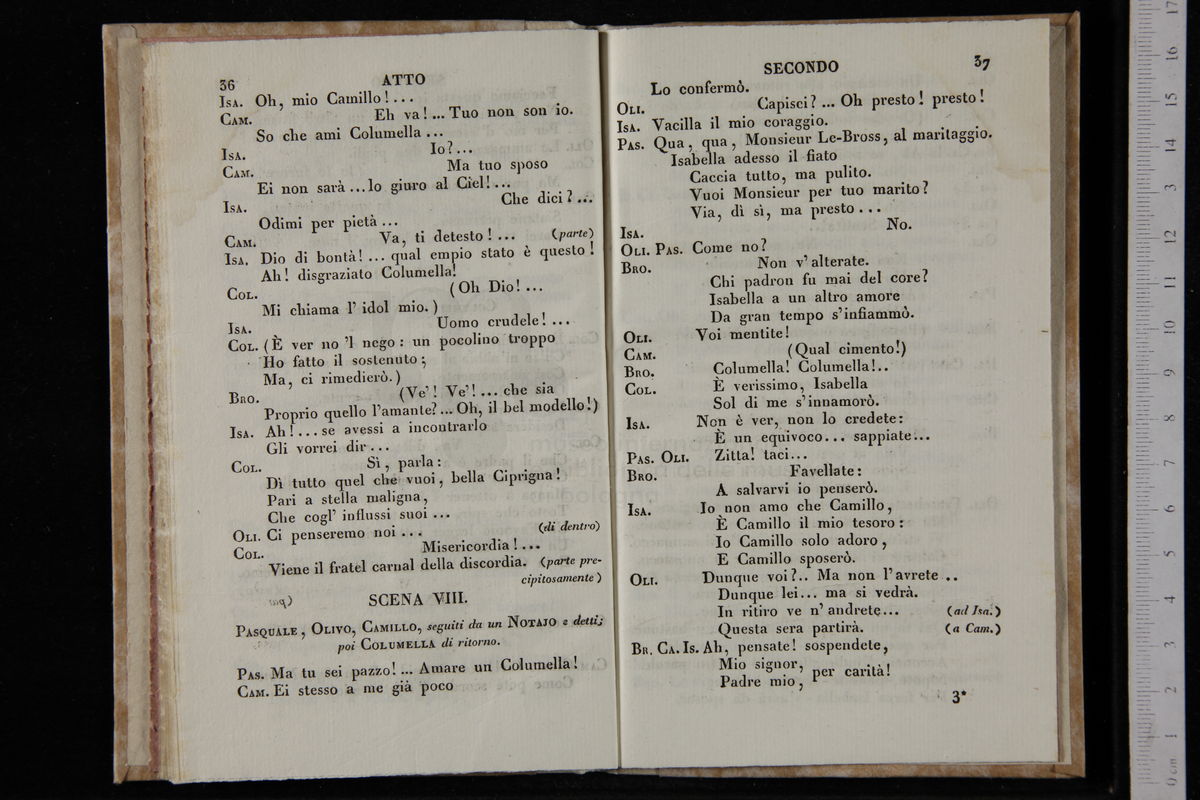 36 ATTO
Isa. Oh, mio Camillo!...
Cam. Eh va!... Tuo non son io.
So che ami Columella...
Isa. Io?...
Cam. Ma tuo sposo
Ei non sarà...lo giuro al Ciel!...
Isa. Che dici?...
Odimi per pietà...
Cam. Va, ti detesto!... (parte)
Isa. Dio di bontà!... qual empio stato è questo!
Ah! disgraziato Columella!
Col. (Oh Dio!...
Mi chiama l'idol mio.)
Isa. Uomo crudele!...
Col. (È ver no 'l nego: un pocolino troppo
Ho fatto il sostenuto;
Ma, ci rimedierò.)
Bro. (Ve'! Ve'!... che sia
Proprio quello l'amante?... Oh, il bel modello!)
Isa. Ah!...se avessi a incontrarlo
Gli vorrei dir...
Col. Sì, parla:
Dì tutto quel che vuoi, bella Ciprigna!
Pari a stella maligna,
Che cogl' influssi suoi...
Oli. Ci penseremo noi... (di dentro)
Col. Misericordia!...
Viene il fratel carnal della discordia. (parte pre-
cipitosamente)
SCENA VIII.
Pasquale, Olivo, Camillo, seguiti da un Notajo e detti;
poi Columella di ritorno.
Pas. Ma tu sei pazzo!... Amare un Columella!
Cam. Ei stesso a me già poco
SECONDO 37
Lo confermò.
Oli. Capisci?... Oh presto! presto!
Isa. Vacilla il mio coraggio.
Pas. Qua, qua, Monsieur Le-Bross, al maritaggio.
Isabella adesso il fiato
Caccia tutto, ma pulito.
Vuoi Monsieur per tuo marito?
Via, dì sì, ma presto...
Isa. No.
Oli. Pas. Come no?
Bro. Non v'alterate.
Chi padron fu mai del core?
Isabella a un altro amore
Da gran tempo s'infiammò.
Oli. Voi mentite!
Cam. (Qual cimento!)
Bro. Columella! Columella!..
Col. È verissimo, Isabella
Sol di me s'innamorò.
Isa. Non è ver, non lo credete:
È un equivoco... sappiate...
Pas. Oli. Zitta! taci...
Bro. Favellate:
A salvarvi io penserò.
Isa. Io non amo che Camillo,
È Camillo il mio tesoro:
Io Camillo solo adoro,
E Camillo sposerò.
Oli. Dunque voi?.. Ma non l'avrete..
Dunque lei... ma si vedrà.
In ritiro ve n'andrete... (ad Isa.)
Questa sera partirà. (a Cam.)
Br. Ca. Is. Ah, pensate! sospendete,
Mio signor, per carità!
Padre mio,
3*